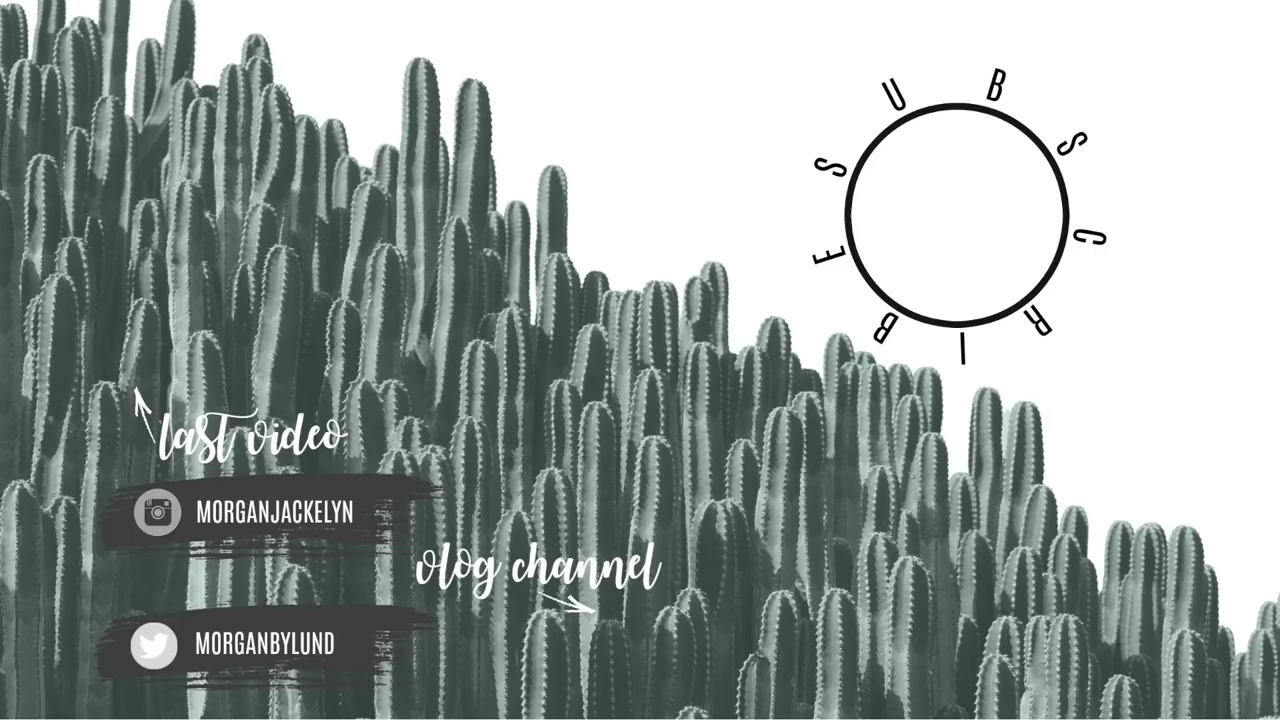 SUBSCRIBE
last video
MORGANJACKELYN
vlog channel
MORGANBYLUND